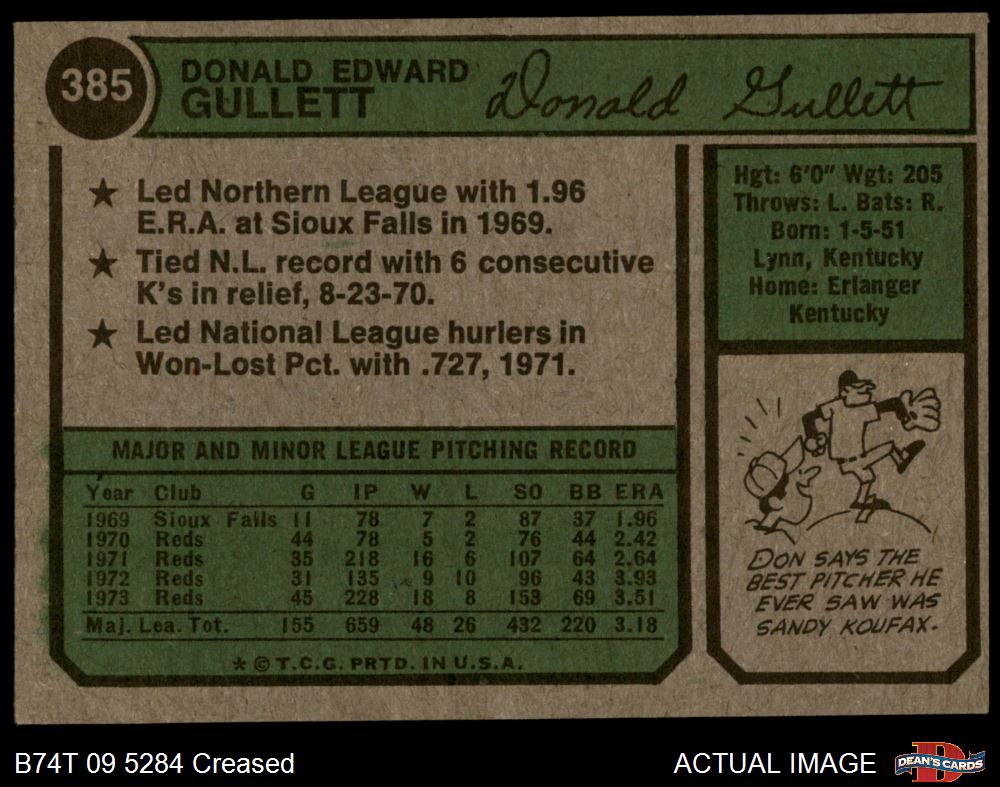 385
DONALD EDWARD
GULLETT
Donald Gullett
★ Led Northern League with 1.96
E.R.A. at Sioux Falls in 1969.
★ Tied N.L. record with 6 consecutive
K's in relief, 8-23-70.
★ Led National League hurlers in
Won-Lost Pct. with .727, 1971.
Hgt: 6'0" Wgt: 205
Throws: L. Bats: R.
Born: 1-5-51
Lynn, Kentucky
Home: Erlanger
Kentucky
MAJOR AND MINOR LEAGUE PITCHING RECORD
Year Club G IP W L SO BB ERA
1969 Sioux Falls 11 78 7 2 87 37 1.96
1970 Reds 44 78 5 2 76 44 2.42
1971 Reds 35 218 16 6 107 64 2.64
1972 Reds 31 135 9 10 96 43 3.93
1973 Reds 45 228 18 8 153 69 3.51
Maj. Lea. Tot. 155 659 48 26 432 220 3.18
* © T.C.G. PRTD. IN U.S.A.
DON SAYS THE
BEST PITCHER HE
EVER SAW WAS
SANDY KOUFAX.
B74T 09 5284 Creased
ACTUAL IMAGE
D
DEAN'S CARDS